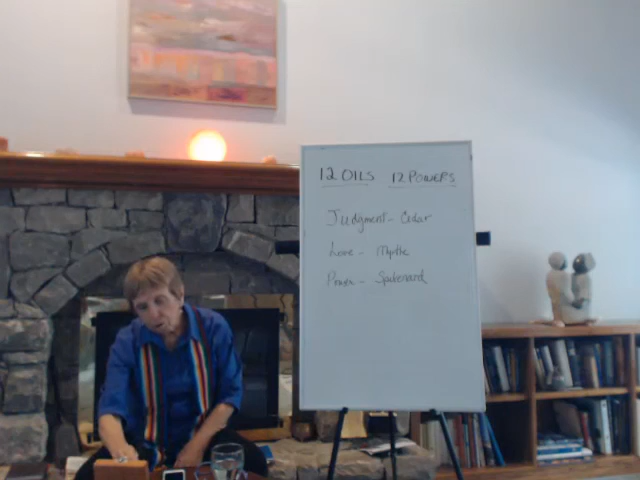 12 OILS 12 POWERS
Judgment - Cedar
Love - Myrtle
Power - Spikenard